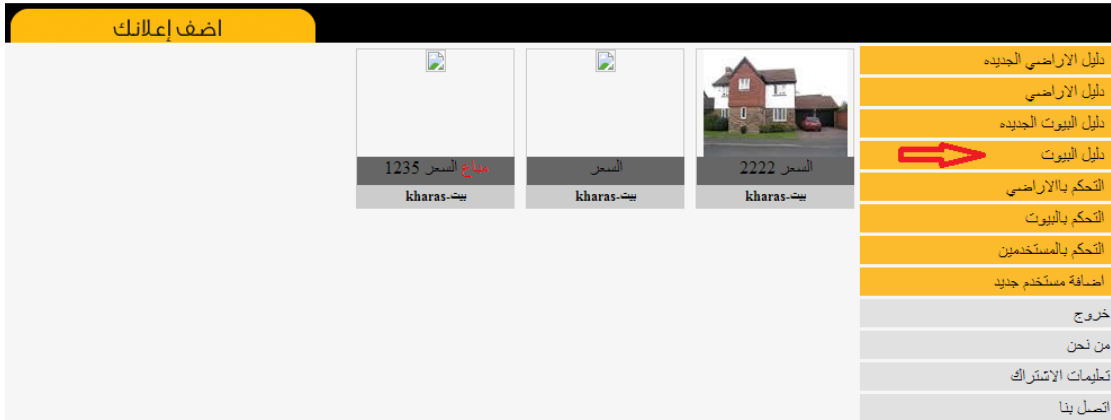 اضف إعلانك
دليل الاراضي الجديده
دليل الاراضي
دليل البيوت الجديده
دليل البيوت
التحكم باالاراضي
التحكم بالبيوت
التحكم بالمستخدمين
اضافة مستخدم جديد
خروج
من نحن
تعليمات الاشتراك
اتصل بنا
السعر 2222
بيت-kharas
السعر
بيت-kharas
مباع السعر 1235
بيت-kharas